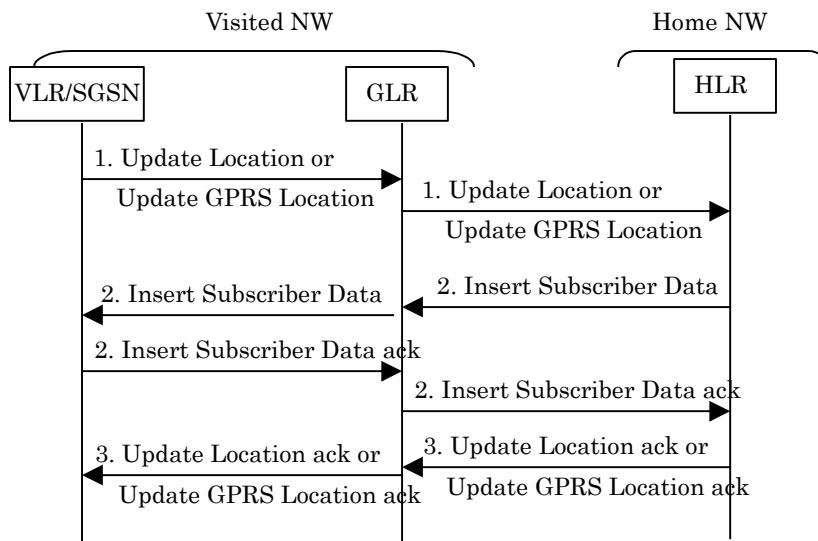 Visited NW
Home NW
VLR/SGSN
GLR
HLR
1. Update Location or
Update GPRS Location
1. Update Location or
Update GPRS Location
2. Insert Subscriber Data
2. Insert Subscriber Data
2. Insert Subscriber Data ack
2. Insert Subscriber Data ack
3. Update Location ack or
Update GPRS Location ack
3. Update Location ack or
Update GPRS Location ack